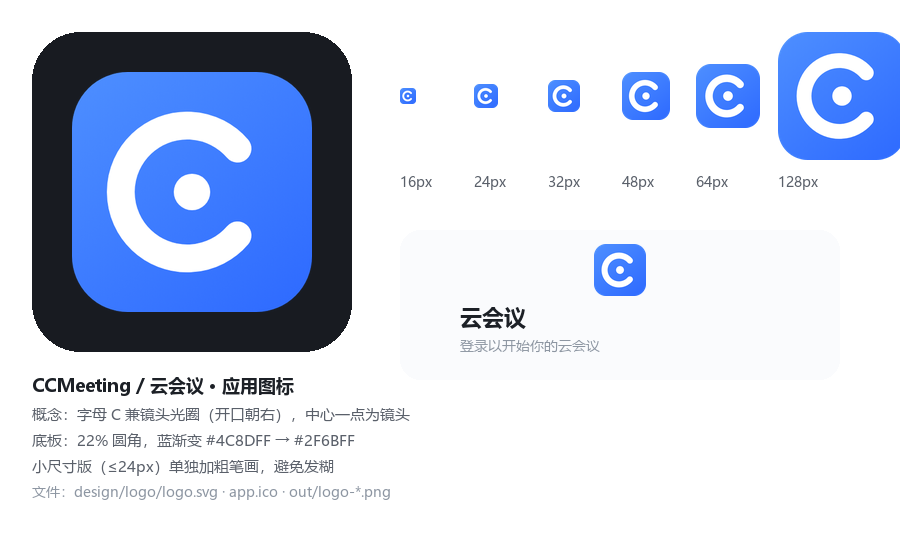 16px
24px
32px
48px
64px
128px
云会议
登录以开始你的云会议
CCMeeting / 云会议 · 应用图标
概念：字母 C 兼镜头光圈（开口朝右），中心一点为镜头
底板：22% 圆角，蓝渐变 #4C8DFF → #2F6BFF
小尺寸版（≤24px）单独加粗笔画，避免发糊
文件：design/logo/logo.svg · app.ico · out/logo-*.png